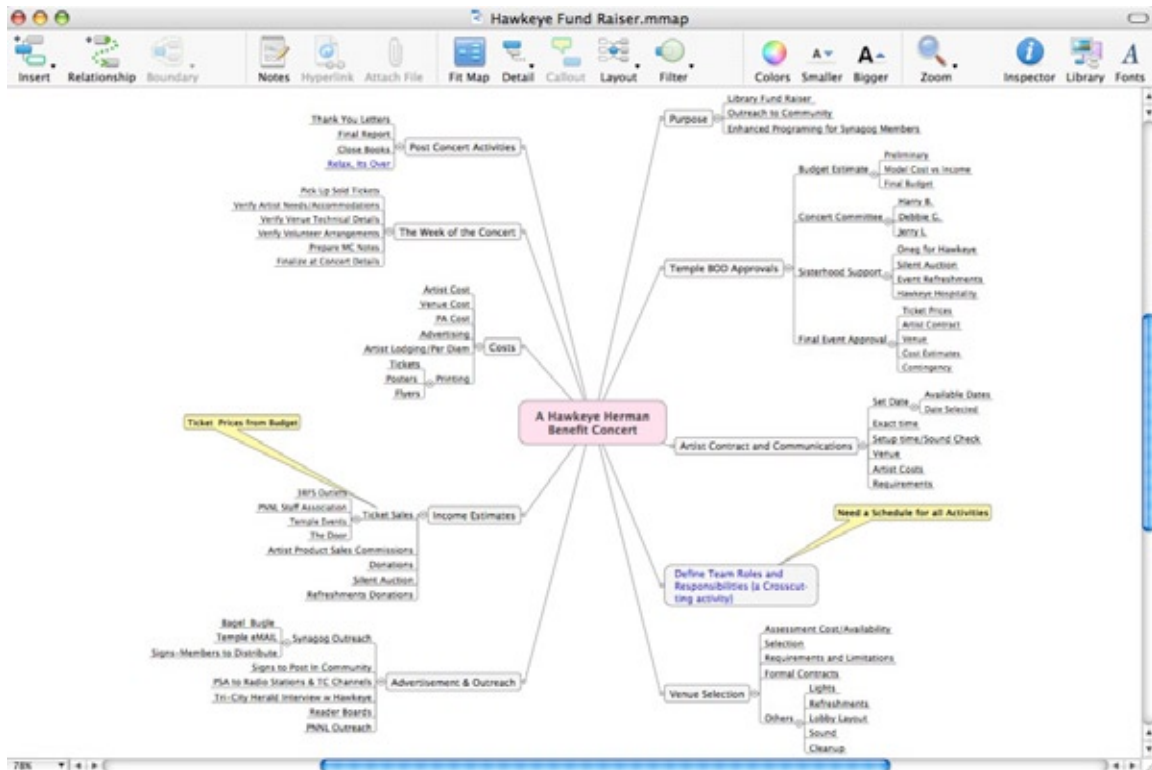 Hawkeye Fund Raiser.mmap
Insert
Relationship
Boundary
Notes
Hyperlink
Attach File
Fit Map
Detail
Callout
Layout
Filter
Colors
Smaller
Bigger
Zoom
Inspector
Library
Fonts
A Hawkeye Herman
Benefit Concert
Purpose
Library Fund Raiser
Outreach to Community
Enhanced Programing for Synagog Members
Temple BOD Approvals
Budget Estimate
Preliminary
Model Cost vs Income
Final Budget
Concert Committee
Harry B.
Debbie G.
Jerry L
Sisterhood Support
Oneg for Hawkeye
Silent Auction
Event Refreshments
Hawkeye Hospitality
Final Event Approval
Ticket Prices
Artist Contract
Venue
Cost Estimates
Contingency
Artist Contract and Communications
Set Date
Available Dates
Date Selected
Exact time
Setup time/Sound Check
Venue
Artist Costs
Requirements
Need a Schedule for all Activities
Define Team Roles and
Responsibilities (a Crosscut-
ting activity)
Venue Selection
Assessment Cost/Availability
Selection
Requirements and Limitations
Formal Contracts
Others
Lights
Refreshments
Lobby Layout
Sound
Cleanup
Post Concert Activities
Thank You Letters
Final Report
Close Books
Relax, Its Over
The Week of the Concert
Pick Up Sold Tickets
Verify Artist Needs/Accommodations
Verify Venue Technical Details
Verify Volunteer Arrangements
Prepare MC Notes
Finalize at Concert Details
Costs
Artist Cost
Venue Cost
PA Cost
Advertising
Artist Lodging/Per Diem
Printing
Tickets
Posters
Flyers
Ticket Prices from Budget
Income Estimates
Ticket Sales
Outlets
PNNL Staff Association
Temple Events
The Door
Artist Product Sales Commissions
Donations
Silent Auction
Refreshments Donations
Advertisement & Outreach
Synagog Outreach
Bagel Bugle
Temple eMAIL
Signs-Members to Distribute
Signs to Post In Community
PSA to Radio Stations & TC Channels
Tri-City Herald Interview w Hawkeye
Reader Boards
PNNL Outreach
78%